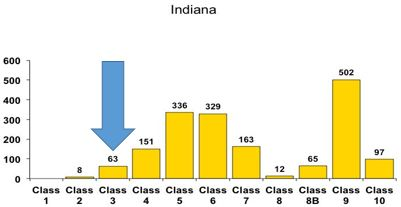 Indiana
600
500
400
300
200
100
0
8
63
151
336
329
163
12
65
502
97
Class 1
Class 2
Class 3
Class 4
Class 5
Class 6
Class 7
Class 8
Class 8B
Class 9
Class 10